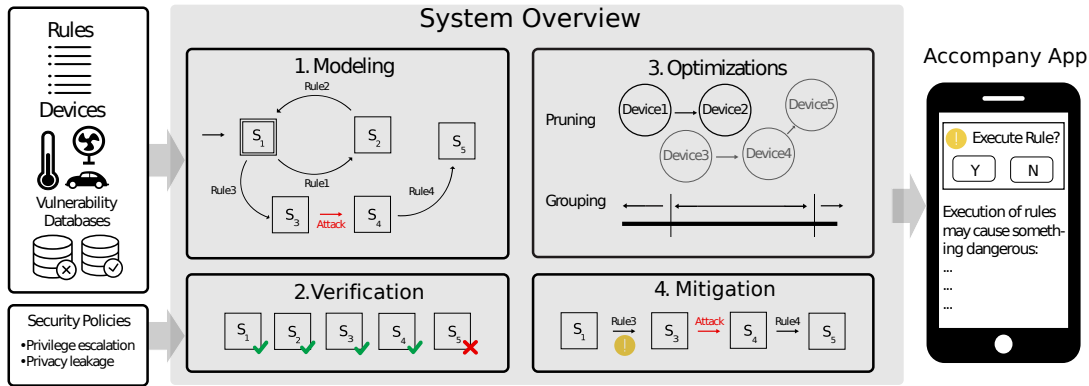 System Overview
Rules
Devices
Vulnerability
Databases
Security Policies
•Privilege escalation
•Privacy leakage
1. Modeling
Rule2
S1
S2
S5
Rule3
Rule1
Rule4
S3
Attack
S4
2.Verification
S1
S2
S3
S4
S5
3. Optimizations
Pruning
Device1
Device2
Device5
Device3
Device4
Grouping
4. Mitigation
S1
Rule3
!
S3
Attack
S4
Rule4
S5
Accompany App
! Execute Rule?
Y
N
Execution of rules
may cause someth-
ing dangerous:
...
...
...